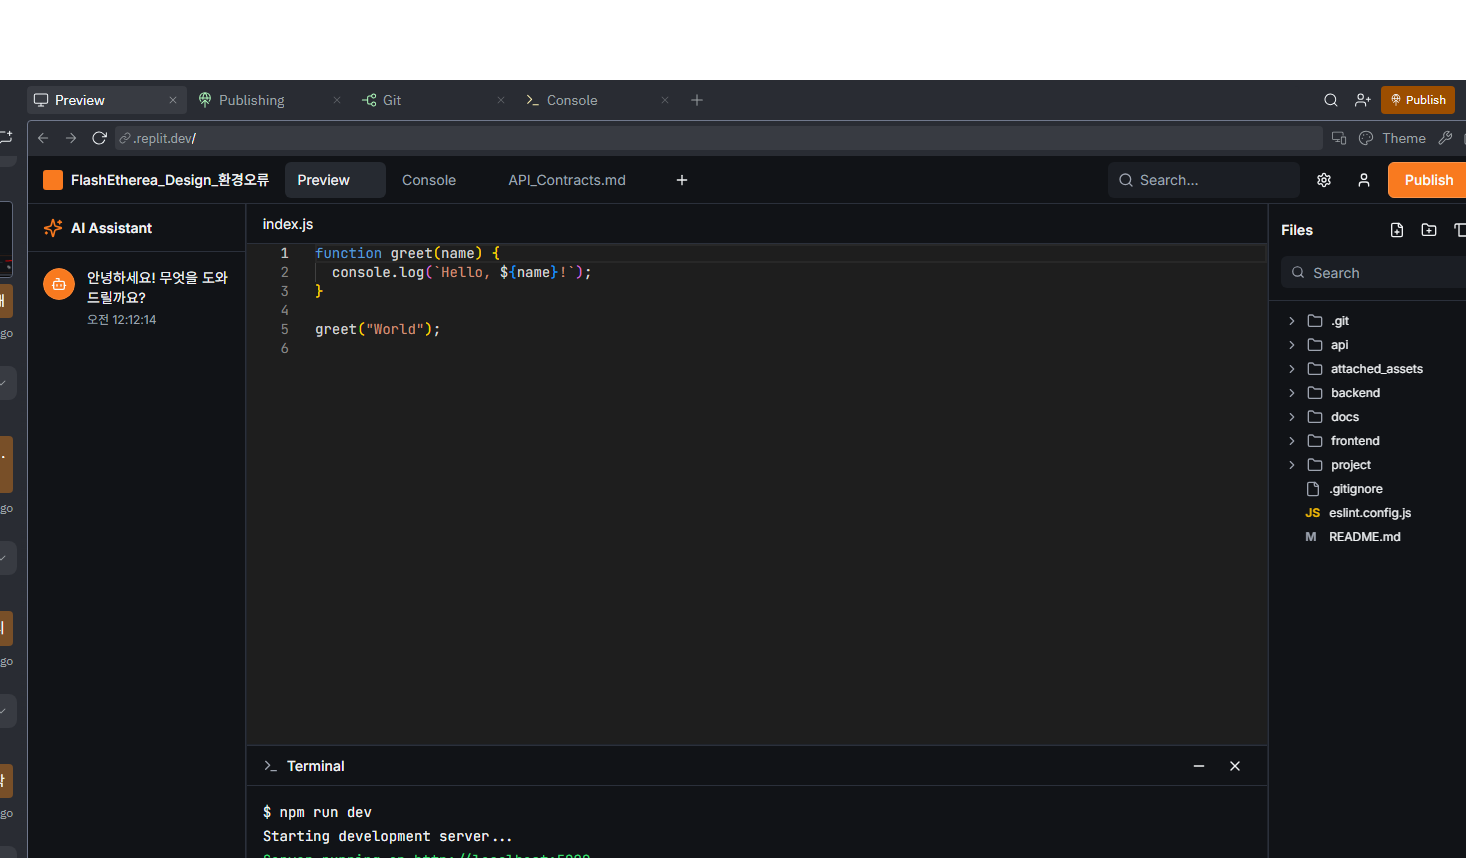 Preview
Publishing
Git
Console
Publish
.replit.dev/
Theme
FlashEtherea_Design_환경오류
Preview
Console
API_Contracts.md
Search...
Publish
AI Assistant
안녕하세요! 무엇을 도와
드릴까요?
오전 12:12:14
index.js
1 function greet(name) {
2 console.log(`Hello, ${name}!`);
3 }
4
5 greet("World");
6
Files
Search
.git
api
attached_assets
backend
docs
frontend
project
.gitignore
JS eslint.config.js
M README.md
Terminal
$ npm run dev
Starting development server...
go
go
go
go